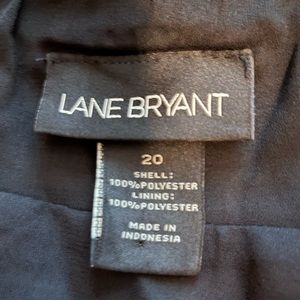 LANE BRYANT
20
SHELL:
100%POLYESTER
LINING:
100%POLYESTER
MADE IN
INDONESIA